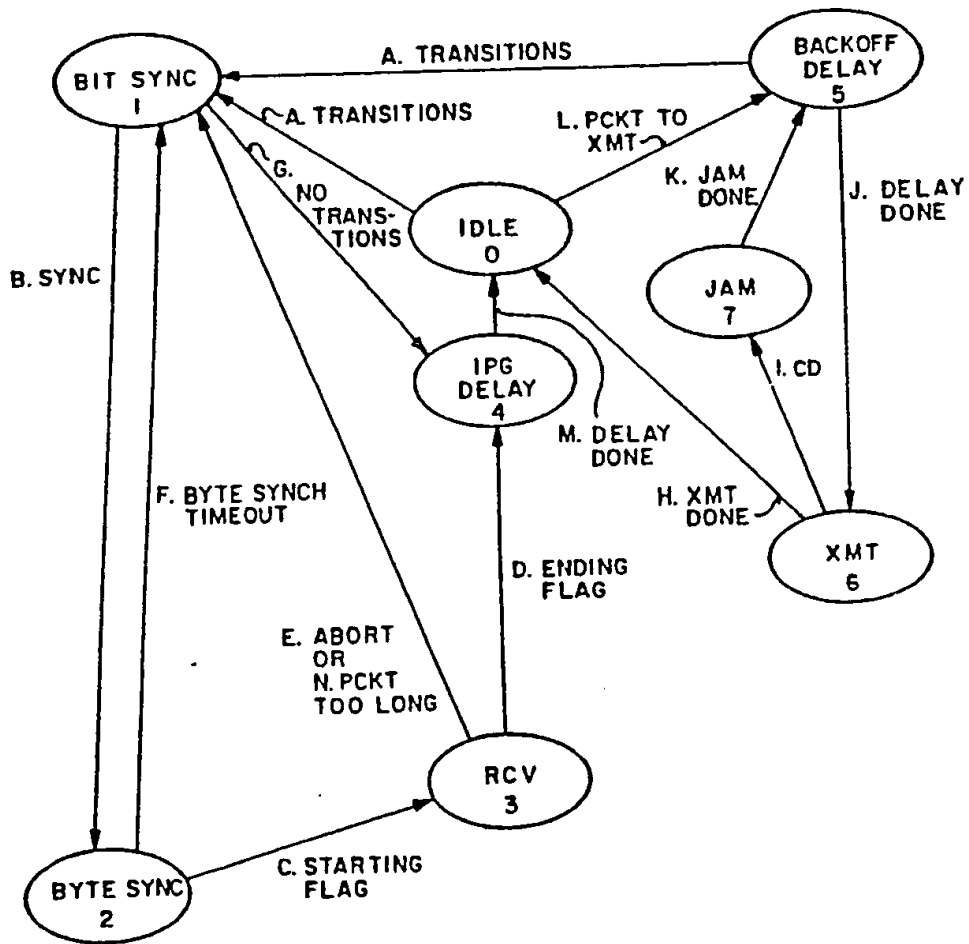 BIT SYNC
1
A. TRANSITIONS
BACKOFF
DELAY
5
A. TRANSITIONS
L. PCKT TO
XMT
G.
NO
TRANS-
TIONS
K. JAM
DONE
J. DELAY
DONE
IDLE
0
B. SYNC
JAM
7
IPG
DELAY
4
I. CD
M. DELAY
DONE
F. BYTE SYNCH
TIMEOUT
H. XMT
DONE
XMT
6
D. ENDING
FLAG
E. ABORT
OR
N. PCKT
TOO LONG
RCV
3
C. STARTING
FLAG
BYTE SYNC
2